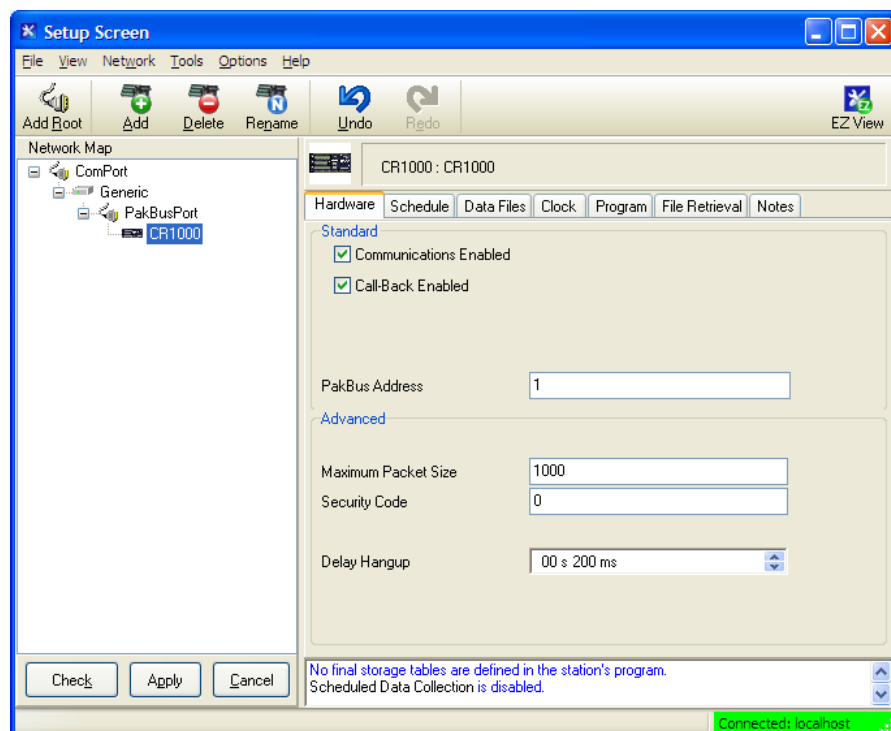 Setup Screen
File View Network Tools Options Help
Add Root Add Delete Rename Undo Redo EZ View
Network Map
ComPort
Generic
PakBusPort
CR1000
CR1000 : CR1000
Hardware Schedule Data Files Clock Program File Retrieval Notes
Standard
Communications Enabled
Call-Back Enabled
PakBus Address 1
Advanced
Maximum Packet Size 1000
Security Code 0
Delay Hangup 00 s 200 ms
Check Apply Cancel
No final storage tables are defined in the station's program.
Scheduled Data Collection is disabled.
Connected: localhost